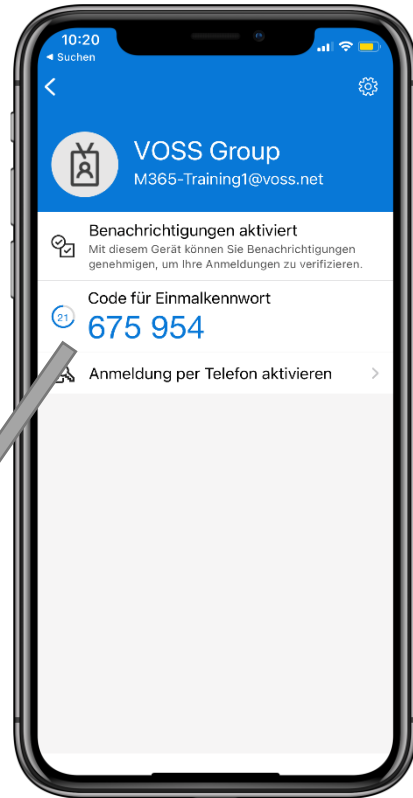 10:20
◀ Suchen
VOSS Group
M365-Training1@voss.net
Benachrichtigungen aktiviert
Mit diesem Gerät können Sie Benachrichtigungen
genehmigen, um Ihre Anmeldungen zu verifizieren.
Code für Einmalkennwort
21
675 954
Anmeldung per Telefon aktivieren